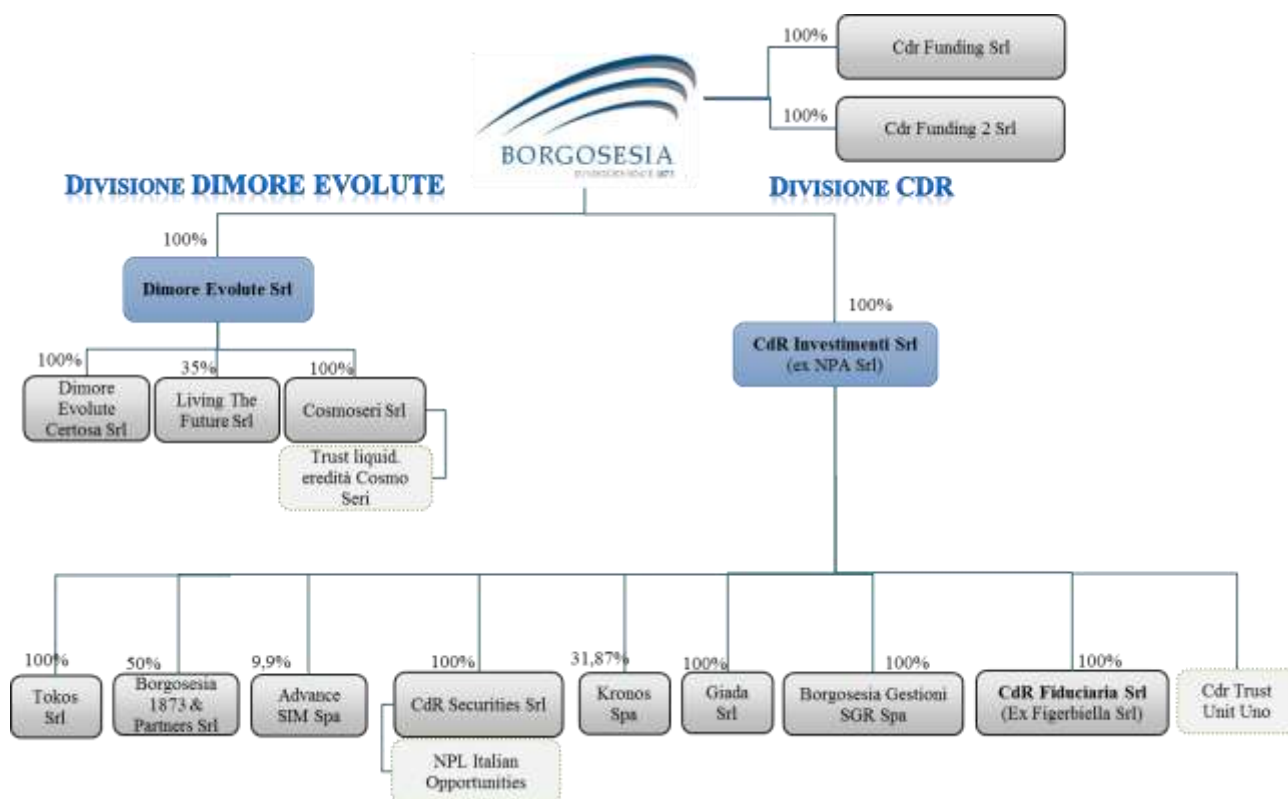 100%
Cdr Funding Srl
100%
Cdr Funding 2 Srl
BORGOSESIA
1873
DIVISIONE DIMORE EVOLUTE
DIVISIONE CDR
100%
Dimore Evolute Srl
100%
CdR Investimenti Srl
(ex NPA Srl)
100%
Dimore
Evolute
Certosa Srl
35%
Living The
Future Srl
100%
Cosmoseri Srl
Trust liquid.
eredità Cosmo
Seri
100%
Tokos
Srl
50%
Borgosesia
1873 &
Partners Srl
9,9%
Advance
SIM Spa
100%
CdR Securities Srl
NPL Italian
Opportunities
31,87%
Kronos
Spa
100%
Giada
Srl
100%
Borgosesia Gestioni
SGR Spa
100%
CdR Fiduciaria Srl
(Ex Figerbiella Srl)
Cdr Trust
Unit Uno